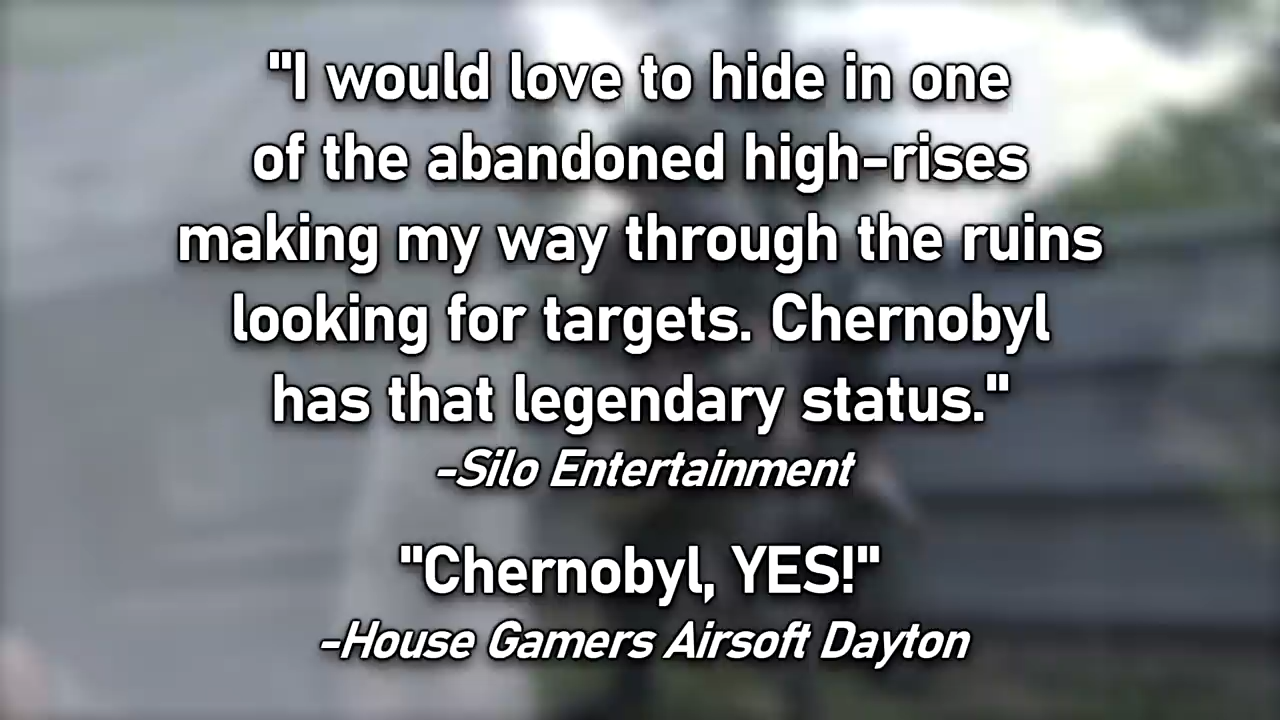 "I would love to hide in one
of the abandoned high-rises
making my way through the ruins
looking for targets. Chernobyl
has that legendary status."
-Silo Entertainment
"Chernobyl, YES!"
-House Gamers Airsoft Dayton